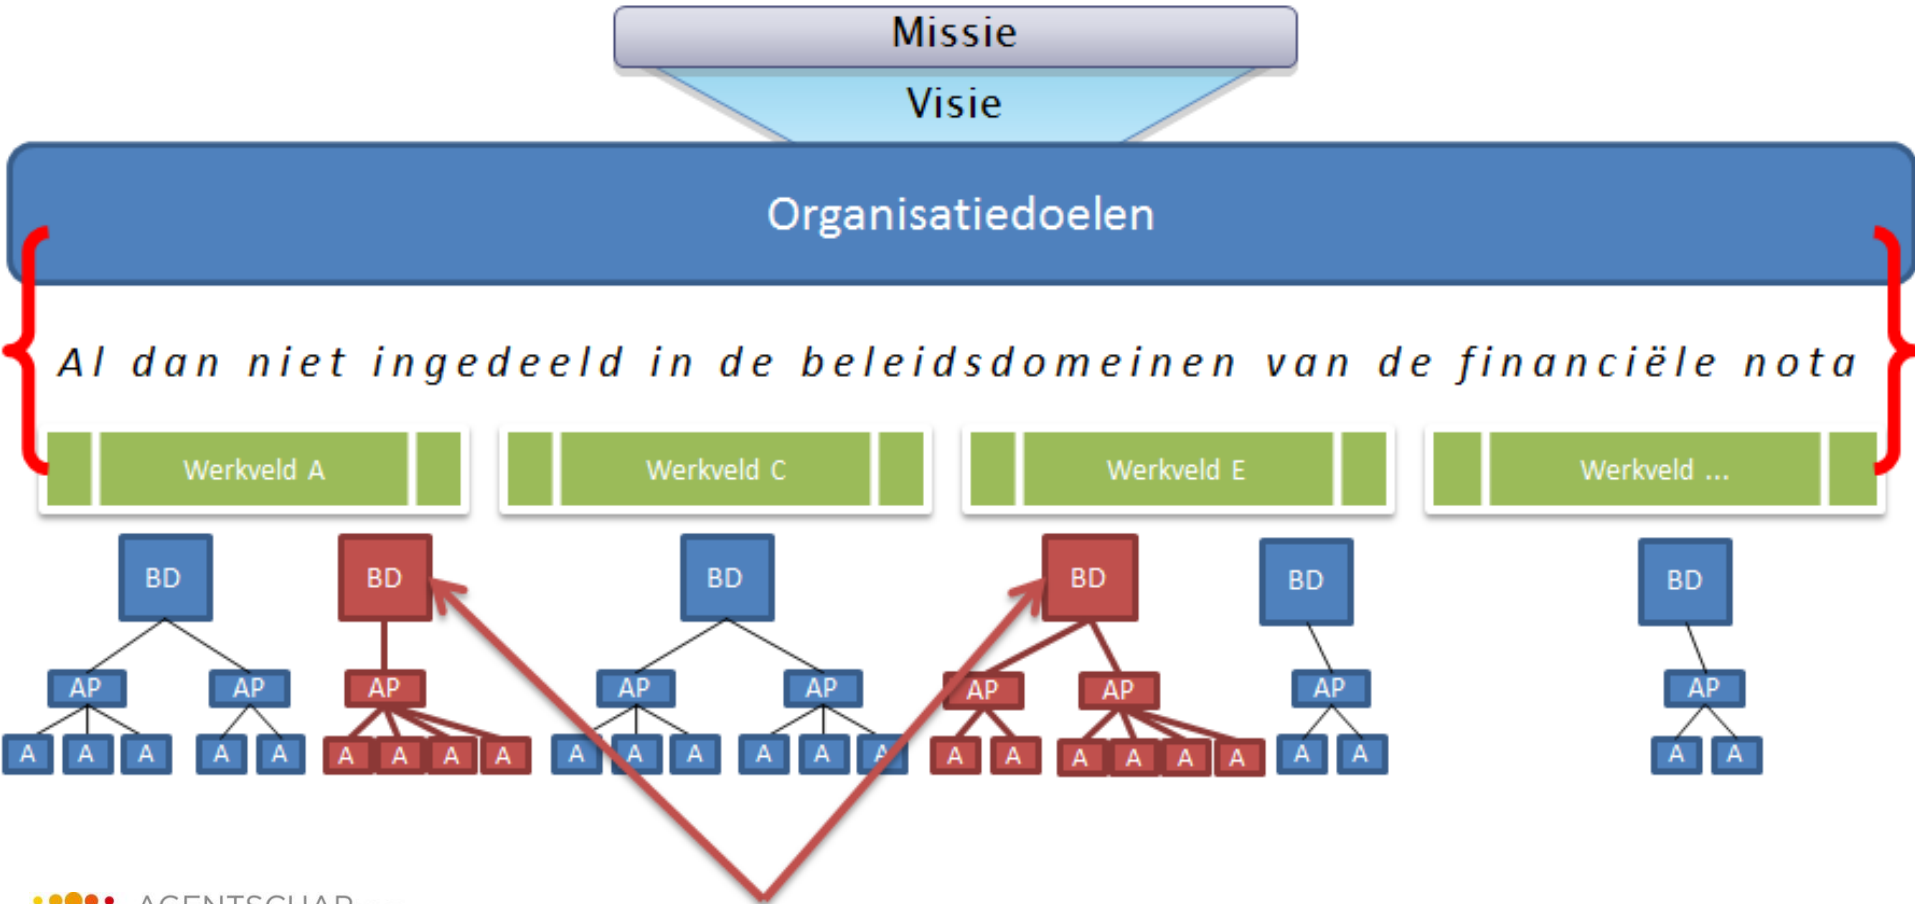 Missie
Visie
Organisatiedoelen
Al dan niet ingedeeld in de beleidsdomeinen van de financiële nota
Werkveld A Werkveld C Werkveld E Werkveld ...
BD BD BD BD BD BD
AP AP AP AP AP AP AP AP AP
A A A A A A A A A A A A A A A A A A A A A A A A A
AGENTSCHAP